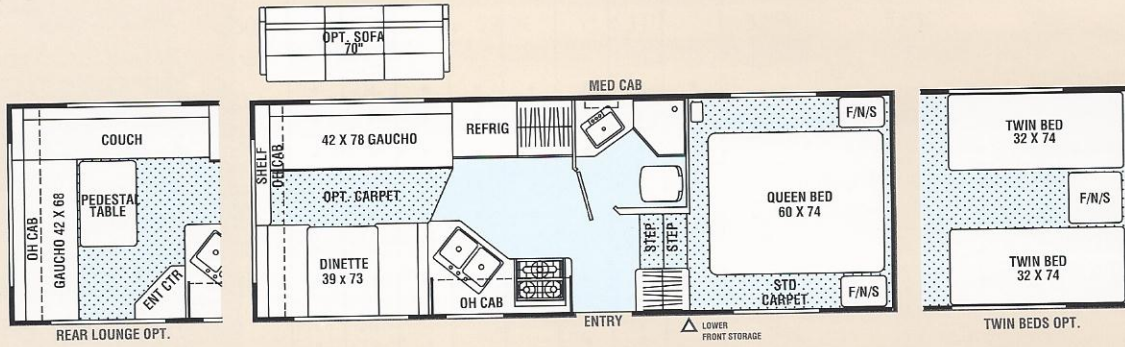 OPT. SOFA
70"
MED CAB
COUCH
PEDESTAL
TABLE
OH CAB
GAUCHO 42 X 68
ENT CTR
REAR LOUNGE OPT.
42 X 78 GAUCHO
REFRIG
SHELF
OH CAB
OPT. CARPET
DINETTE
39 x 73
OH CAB
STEP
STEP
ENTRY
F/N/S
QUEEN BED
60 X 74
STD
CARPET
F/N/S
LOWER
FRONT STORAGE
TWIN BED
32 X 74
F/N/S
TWIN BED
32 X 74
TWIN BEDS OPT.